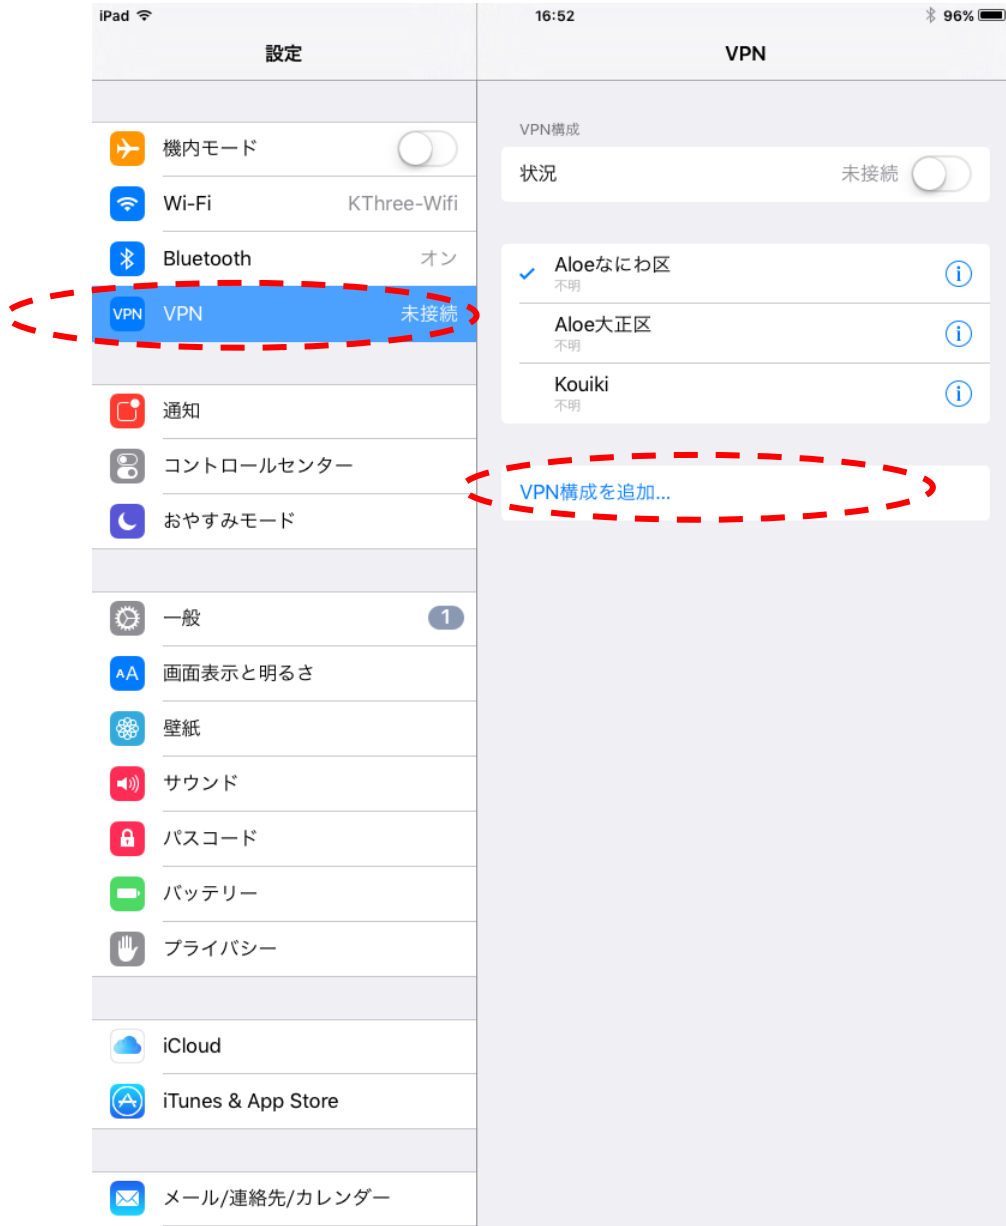 iPad
16:52
96%
設定
VPN
機内モード
Wi-Fi
KThree-Wifi
Bluetooth
オン
VPN
VPN
未接続
通知
コントロールセンター
おやすみモード
一般
1
AA
画面表示と明るさ
壁紙
サウンド
パスコード
バッテリー
プライバシー
iCloud
iTunes & App Store
メール/連絡先/カレンダー
VPN構成
状況
未接続
Aloeなにわ区
不明
Aloe大正区
不明
Kouiki
不明
VPN構成を追加...